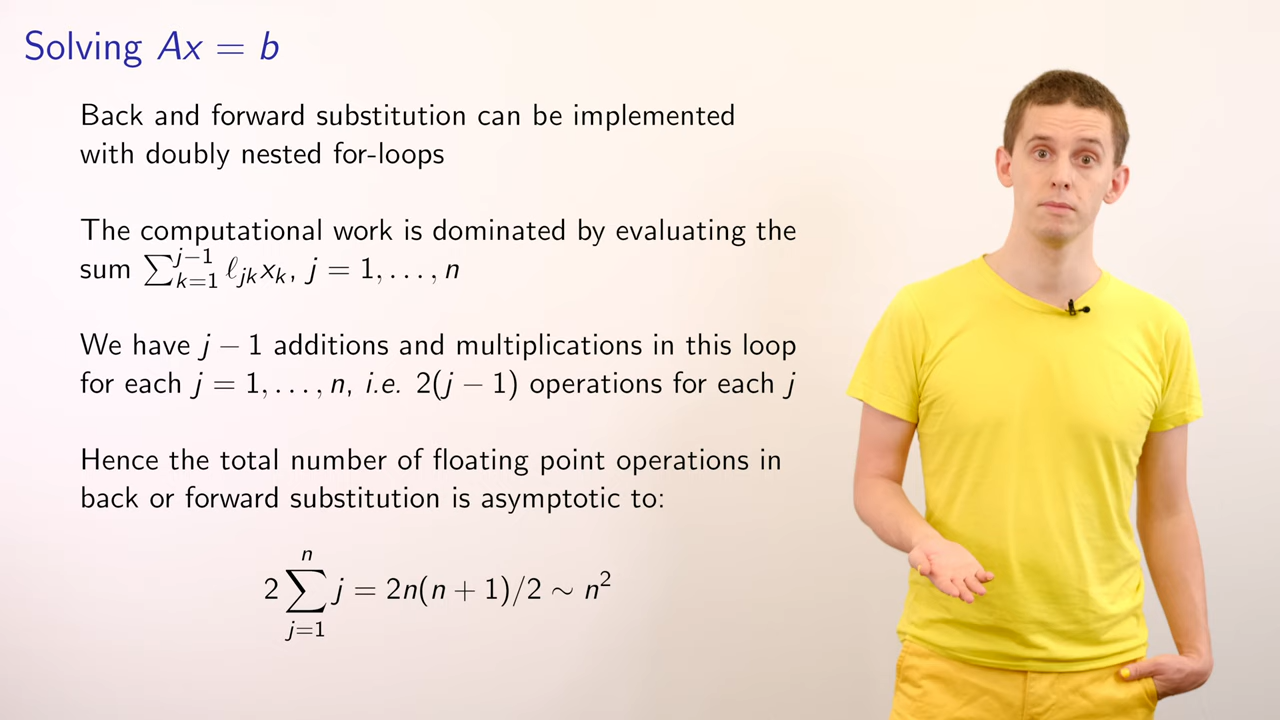 Solving Ax = b
Back and forward substitution can be implemented
with doubly nested for-loops
The computational work is dominated by evaluating the
sum ∑_{k=1}^{j−1} ℓ_{jk}x_k, j = 1, . . . , n
We have j − 1 additions and multiplications in this loop
for each j = 1, . . . , n, i.e. 2(j − 1) operations for each j
Hence the total number of floating point operations in
back or forward substitution is asymptotic to:
2 ∑_{j=1}^{n} j = 2n(n + 1)/2 ∼ n²